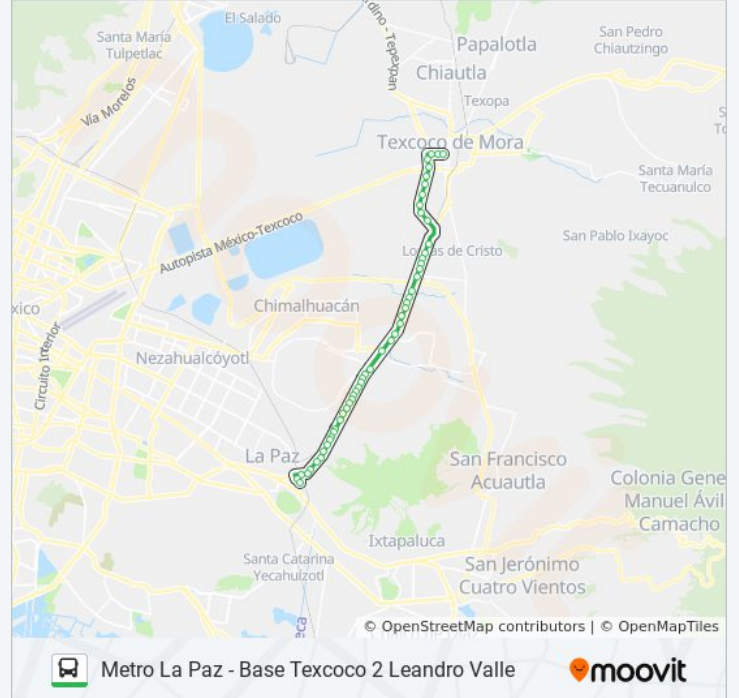 El Salado
Santa María
Tulpetlac
San Pedro
Chiautzingo
Papalotla
Chiautla
Texopa
Vía Morelos
Texcoco de Mora
Santa María
Tecuanulco
San Pablo Ixayoc
Autopista México-Texcoco
de Cristo
Chimalhuacán
Nezahualcóyotl
Circuito Interior
La Paz
San Francisco
Acuautla
Colonia Gene
Manuel Ávil
Camacho
Ixtapaluca
Santa Catarina
Yecahuízotl
San Jerónimo
Cuatro Vientos
© OpenStreetMap contributors | © OpenMapTiles
Metro La Paz - Base Texcoco 2 Leandro Valle
moovit